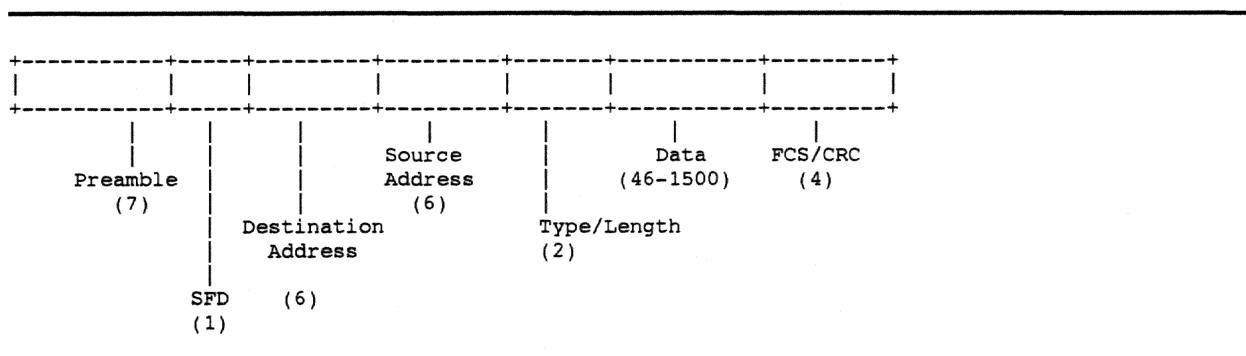 Source Data FCS/CRC
Preamble Address (46-1500) (4)
(7) (6)
Destination Type/Length
Address (2)
SFD (6)
(1)